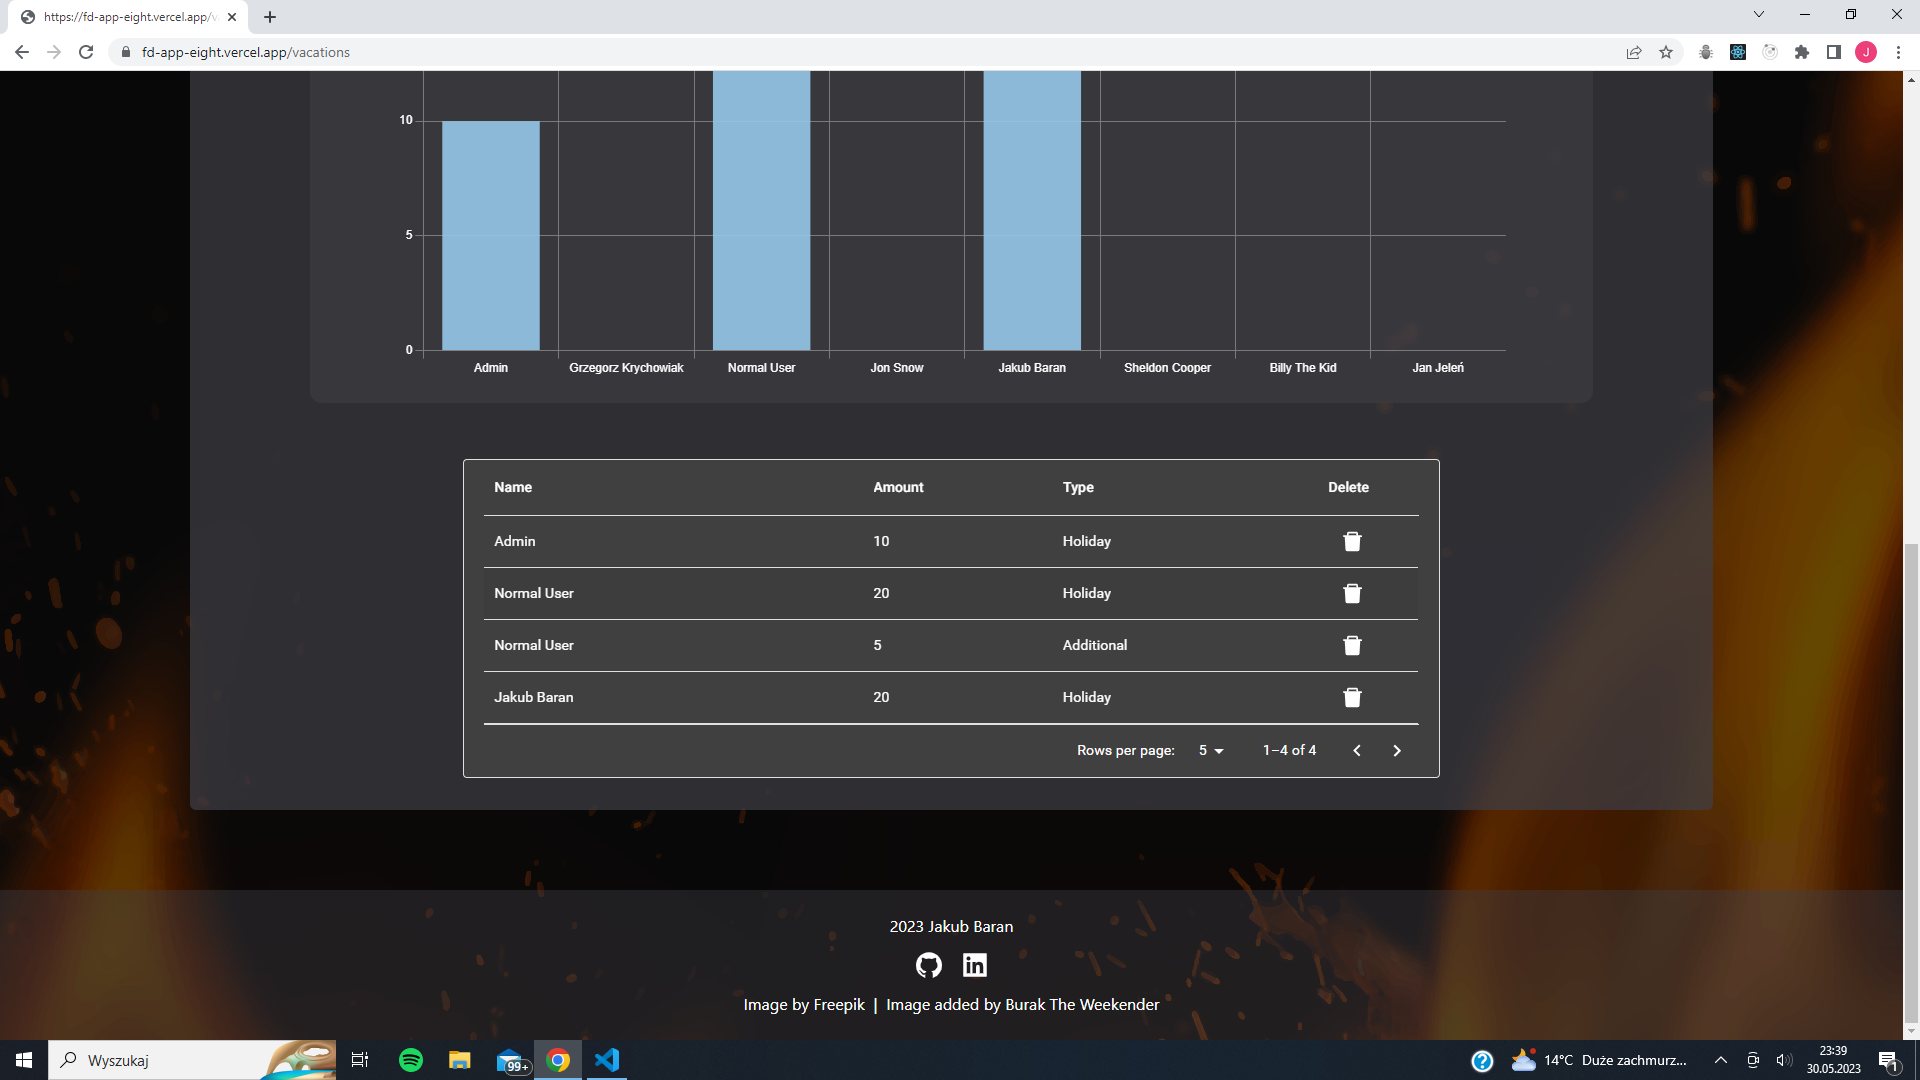 https://fd-app-eight.vercel.app/v
fd-app-eight.vercel.app/vacations
J
10
5
0
Admin Grzegorz Krychowiak Normal User Jon Snow Jakub Baran Sheldon Cooper Billy The Kid Jan Jeleń
Name Amount Type Delete
Admin 10 Holiday
Normal User 20 Holiday
Normal User 5 Additional
Jakub Baran 20 Holiday
Rows per page: 5 1–4 of 4
2023 Jakub Baran
in
Image by Freepik | Image added by Burak The Weekender
Wyszukaj
99+
14°C Duże zachmurz...
23:39
30.05.2023
1